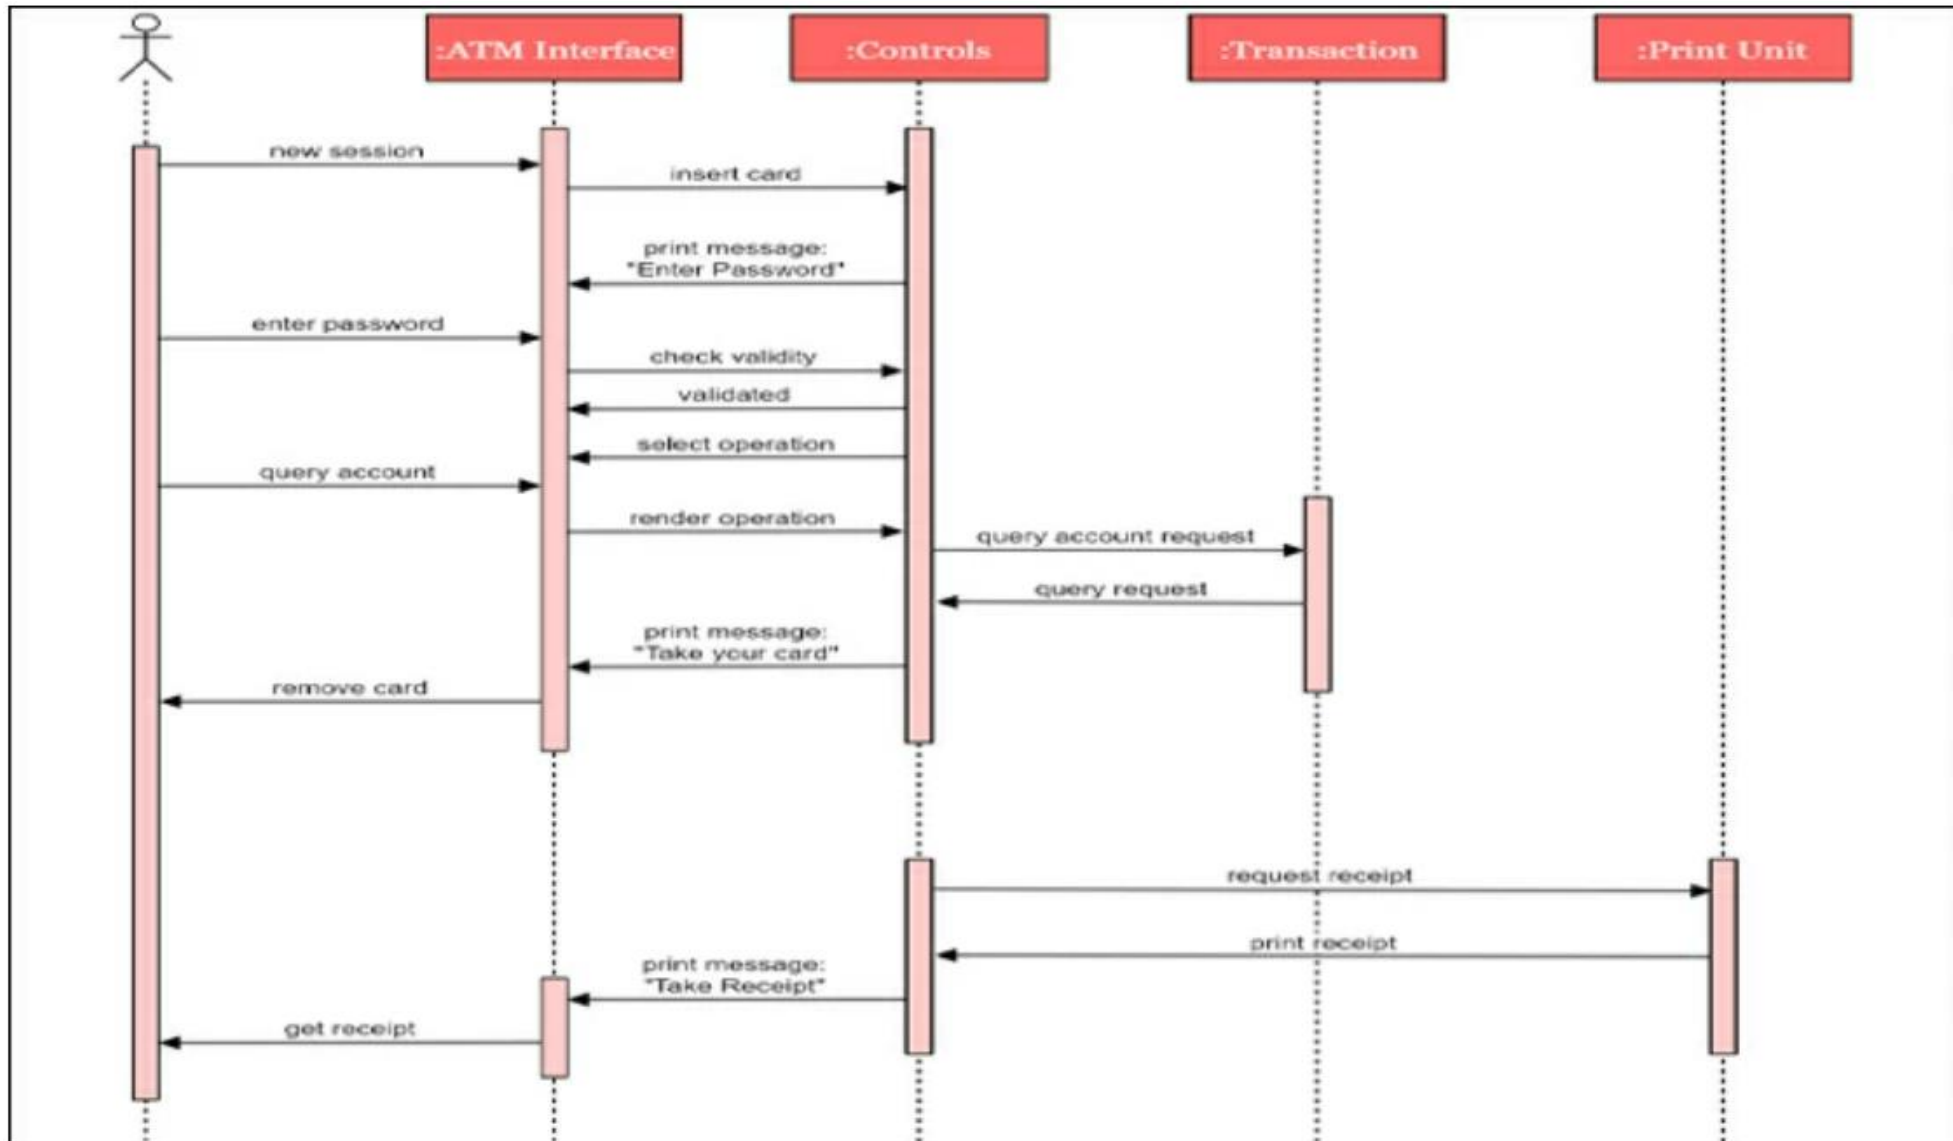 :ATM Interface
:Controls
:Transaction
:Print Unit
new session
insert card
print message:
"Enter Password"
enter password
check validity
validated
select operation
query account
render operation
query account request
query request
print message:
"Take your card"
remove card
request receipt
print receipt
print message:
"Take Receipt"
get receipt